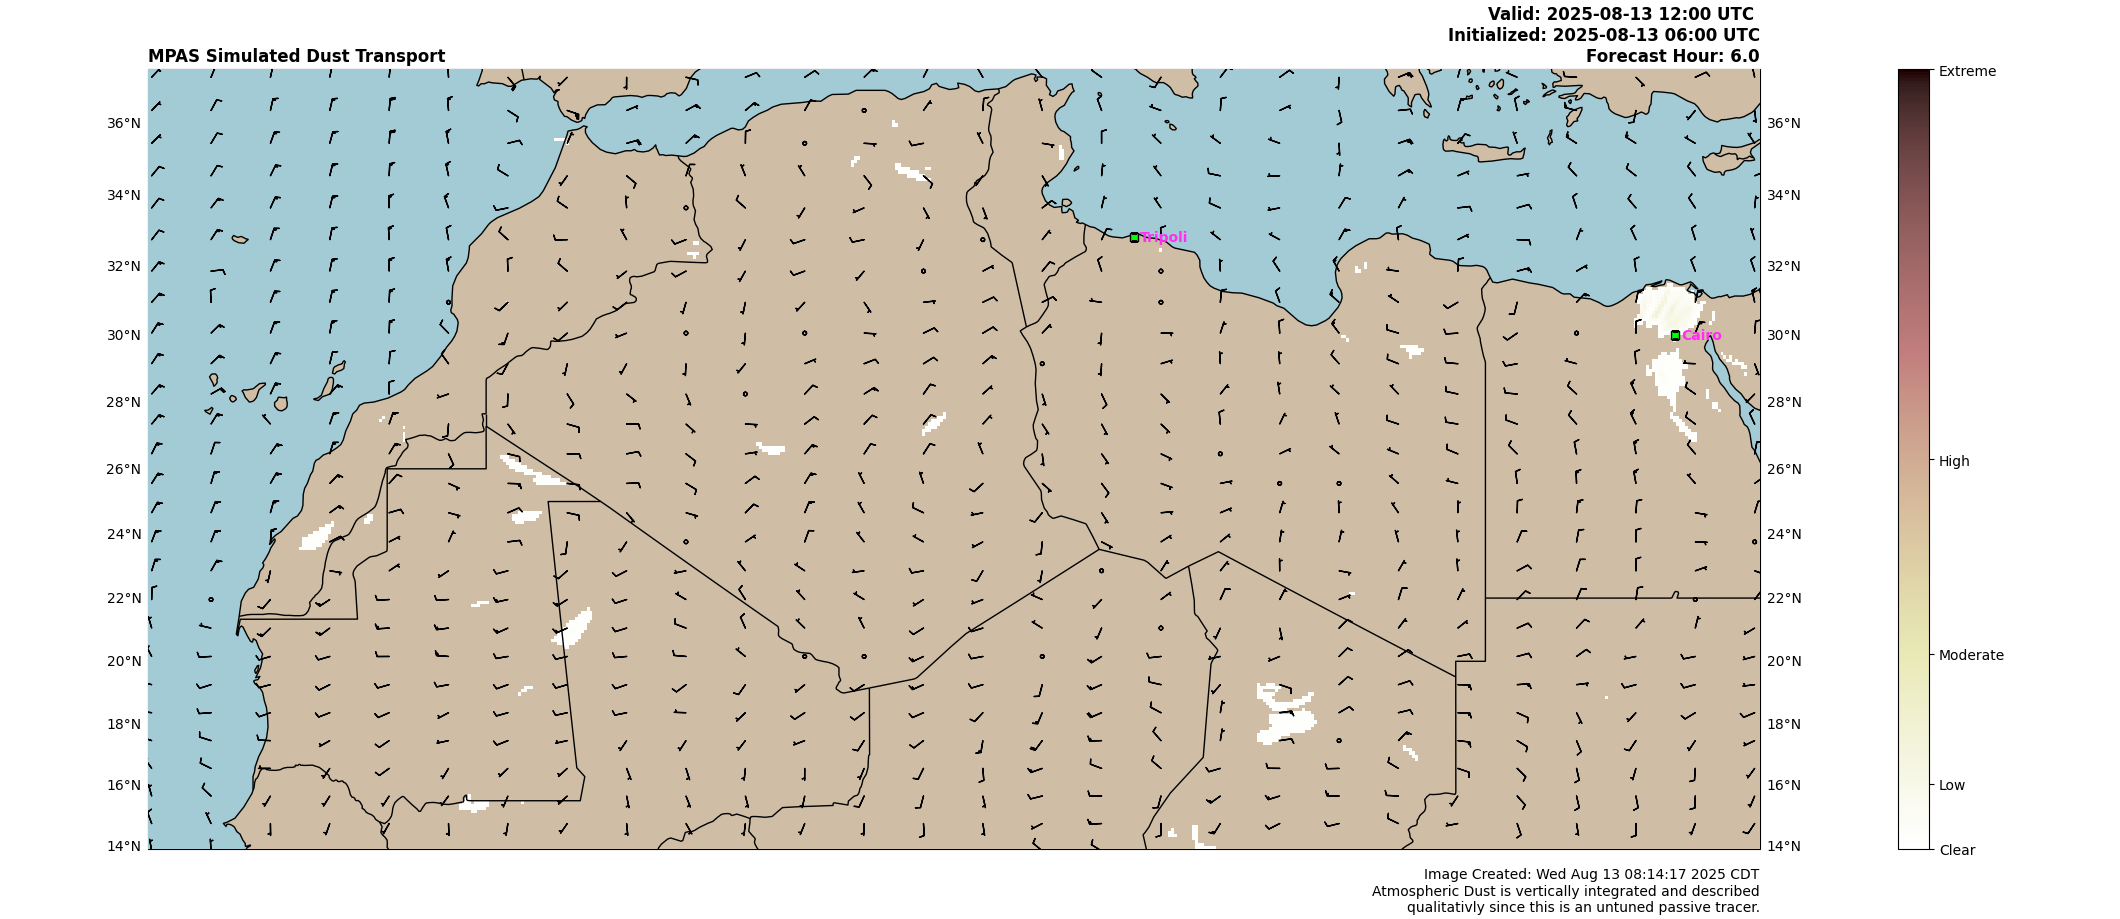 Valid: 2025-08-13 12:00 UTC
Initialized: 2025-08-13 06:00 UTC
MPAS Simulated Dust Transport
Forecast Hour: 6.0
Extreme
36°N
36°N
34°N
34°N
Tripoli
32°N
32°N
30°N
Cairo
30°N
28°N
28°N
High
26°N
26°N
24°N
24°N
22°N
22°N
Moderate
20°N
20°N
18°N
18°N
16°N
16°N
Low
14°N
14°N
Clear
Image Created: Wed Aug 13 08:14:17 2025 CDT
Atmospheric Dust is vertically integrated and described
qualitativly since this is an untuned passive tracer.